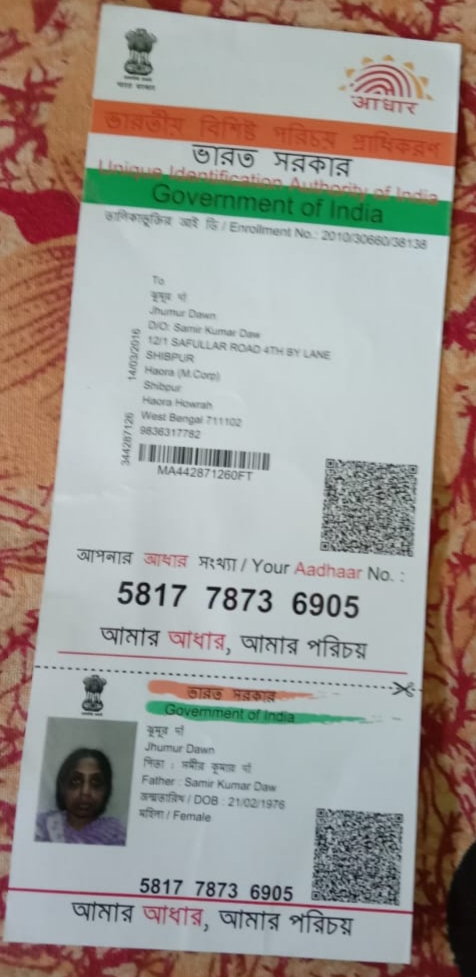 আধার
ভারতীয় বিশিষ্ট পরিচয় প্রাধিকরণ
ভারত সরকার
Unique Identification Authority of India
Government of India
তালিকাভুক্তির আই ডি / Enrollment No.: 2010/30660/38138
To
ঝুমুর দাঁ
Jhumur Dawn
D/O: Samir Kumar Daw
12/1 SAFULLAR ROAD 4TH BY LANE
SHIBPUR
Haora (M.Corp)
Shibpur
Haora Howrah
West Bengal 711102
9836317782
14/03/2016
344287126
MA442871260FT
আপনার আধার সংখ্যা / Your Aadhaar No. :
5817 7873 6905
আমার আধার, আমার পরিচয়
ভারত সরকার
Government of India
ঝুমুর দাঁ
Jhumur Dawn
পিতা : সমীর কুমার দাঁ
Father : Samir Kumar Daw
জন্মতারিখ / DOB : 21/02/1976
মহিলা / Female
5817 7873 6905
আমার আধার, আমার পরিচয়